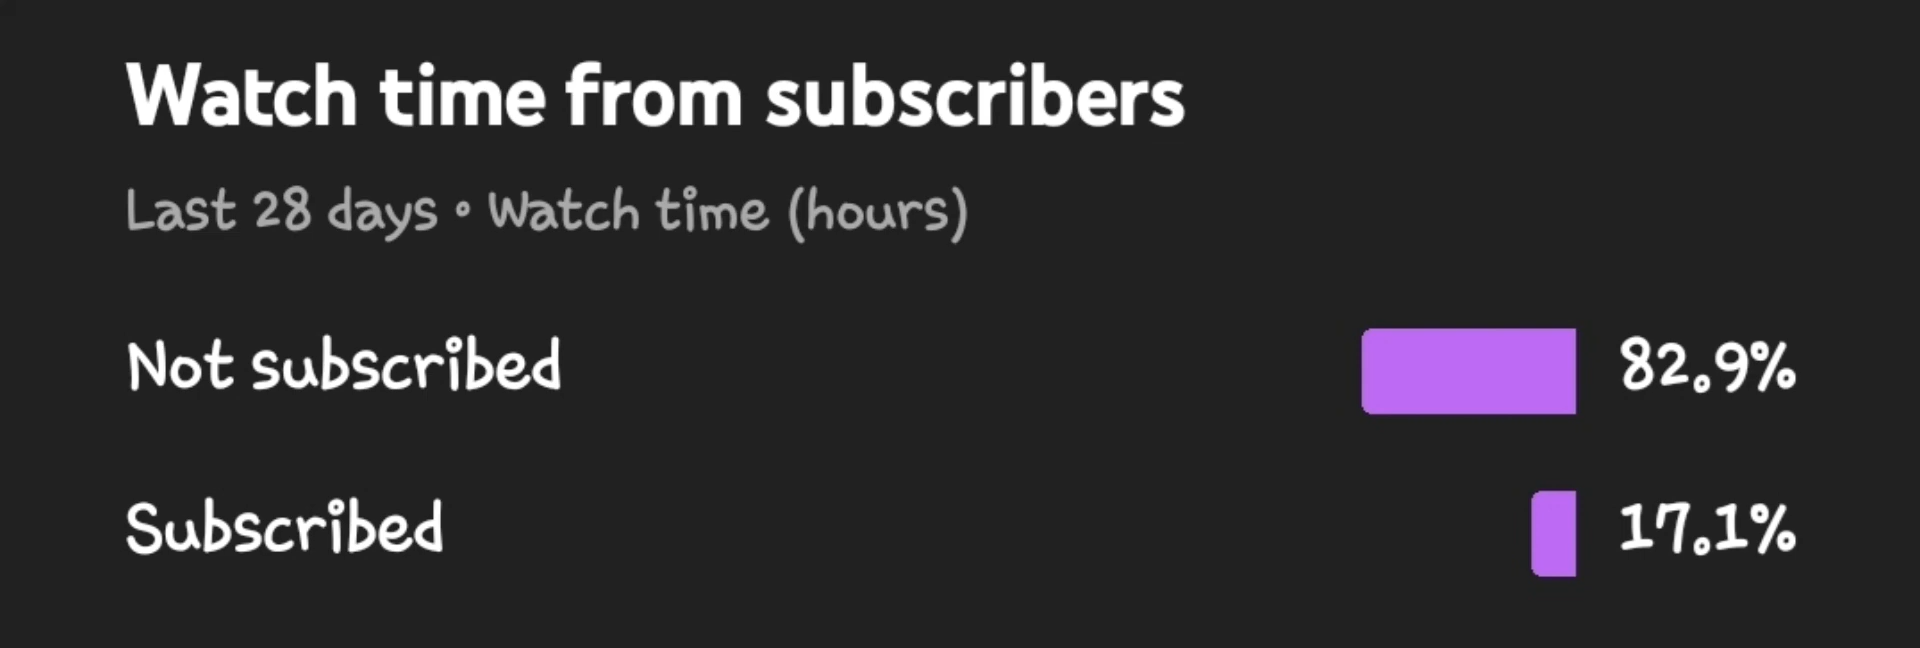 Watch time from subscribers
Last 28 days • Watch time (hours)
Not subscribed 82.9%
Subscribed 17.1%